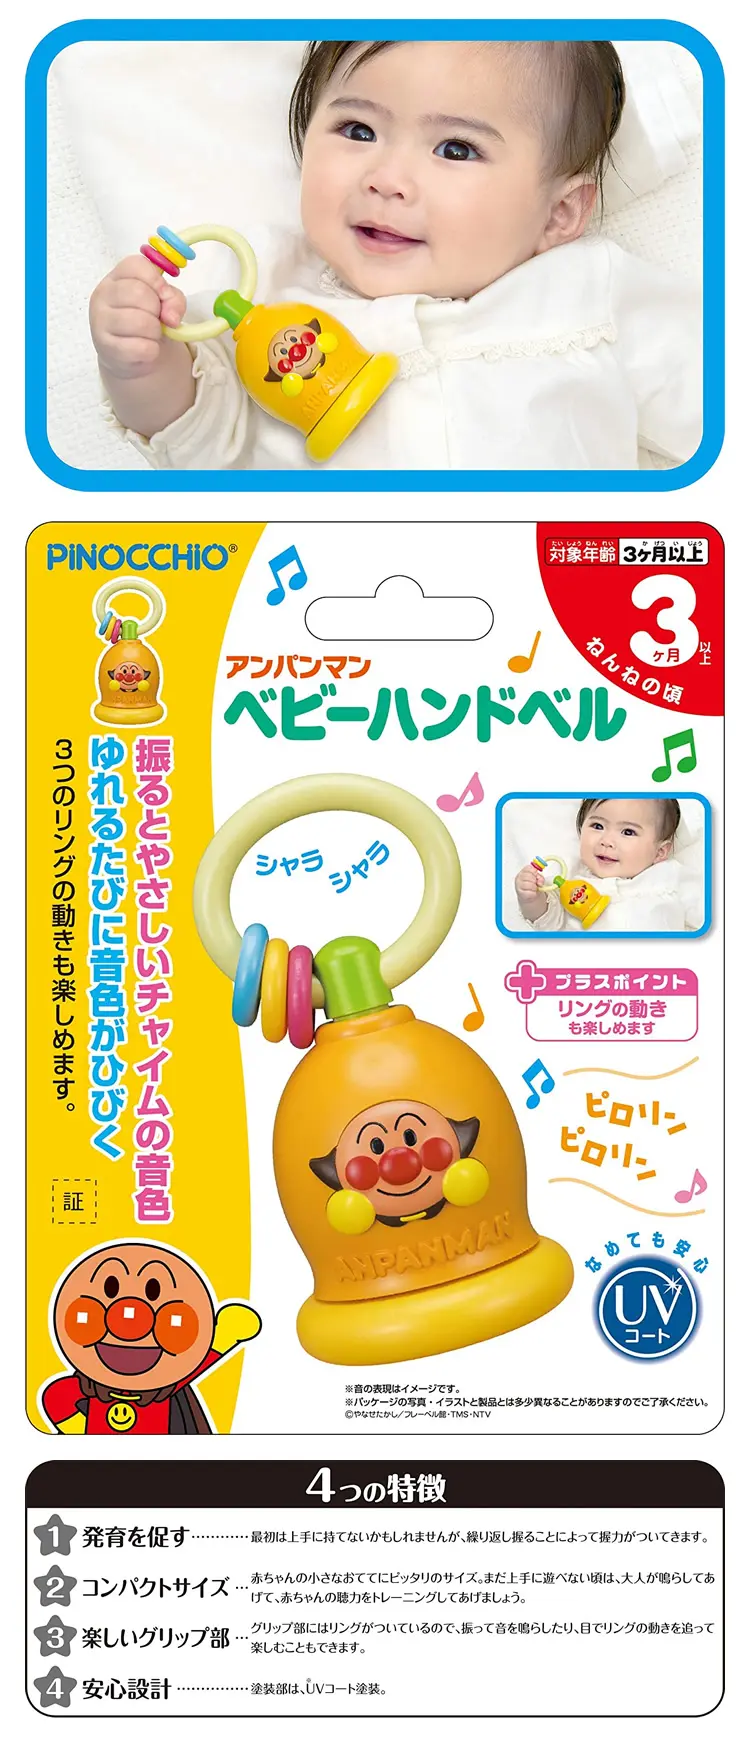 ANPANMAN
PiNOCCHiO®
対象年齢 3ヶ月以上
たいしょうねんれい かげついじょう
3ヶ月以上
ねんねの頃
アンパンマン
ベビーハンドベル
振るとやさしいチャイムの音色
ゆれるたびに音色がひびく
3つのリングの動きも楽しめます。
証
シャラ
シャラ
プラスポイント
リングの動き
も楽しめます
ピロリン
ピロリン
ANPANMAN
なめても安心
UV
コート
※音の表現はイメージです。
※パッケージの写真・イラストと製品とは多少異なることがありますのでご了承ください。
©やなせたかし／フレーベル館・TMS・NTV
4つの特徴
1 発育を促す…………最初は上手に持てないかもしれませんが、繰り返し握ることによって握力がついてきます。
2 コンパクトサイズ…赤ちゃんの小さなおててにピッタリのサイズ。まだ上手に遊べない頃は、大人が鳴らしてあ
げて、赤ちゃんの聴力をトレーニングしてあげましょう。
3 楽しいグリップ部…グリップ部にはリングがついているので、振って音を鳴らしたり、目でリングの動きを追って
楽しむこともできます。
4 安心設計……………塗装部は、UVコート塗装。